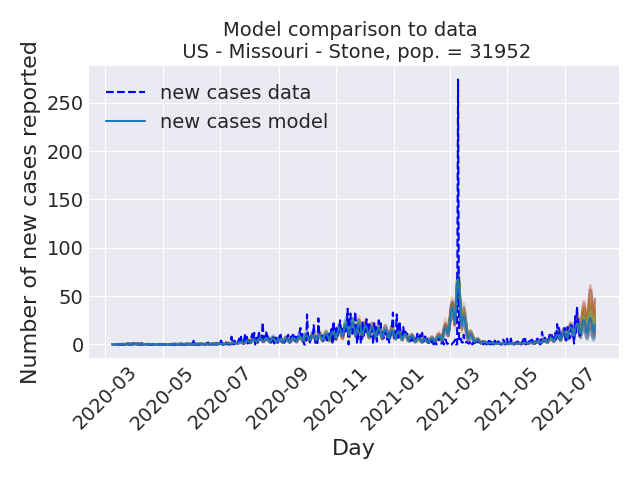 Model comparison to data
US - Missouri - Stone, pop. = 31952
Number of new cases reported
250
200
150
100
50
0
new cases data
new cases model
2020-03
2020-05
2020-07
2020-09
2020-11
2021-01
2021-03
2021-05
2021-07
Day